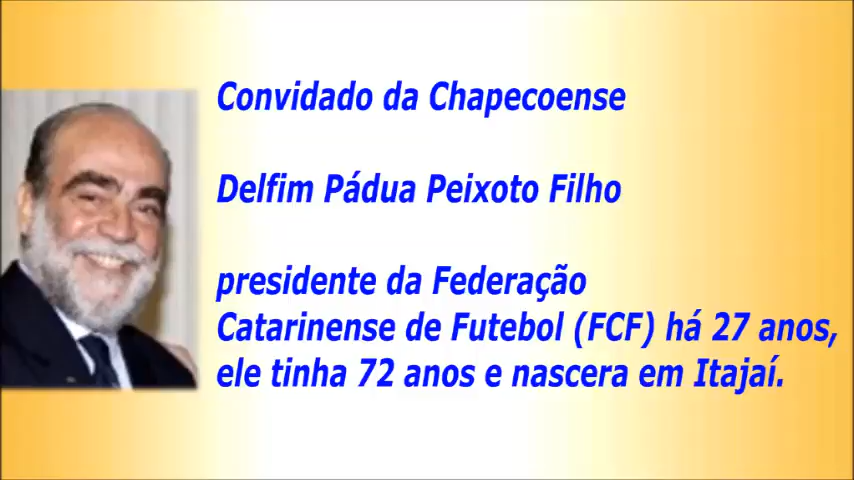 Convidado da Chapecoense
Delfim Pádua Peixoto Filho
presidente da Federação
Catarinense de Futebol (FCF) há 27 anos,
ele tinha 72 anos e nascera em Itajaí.